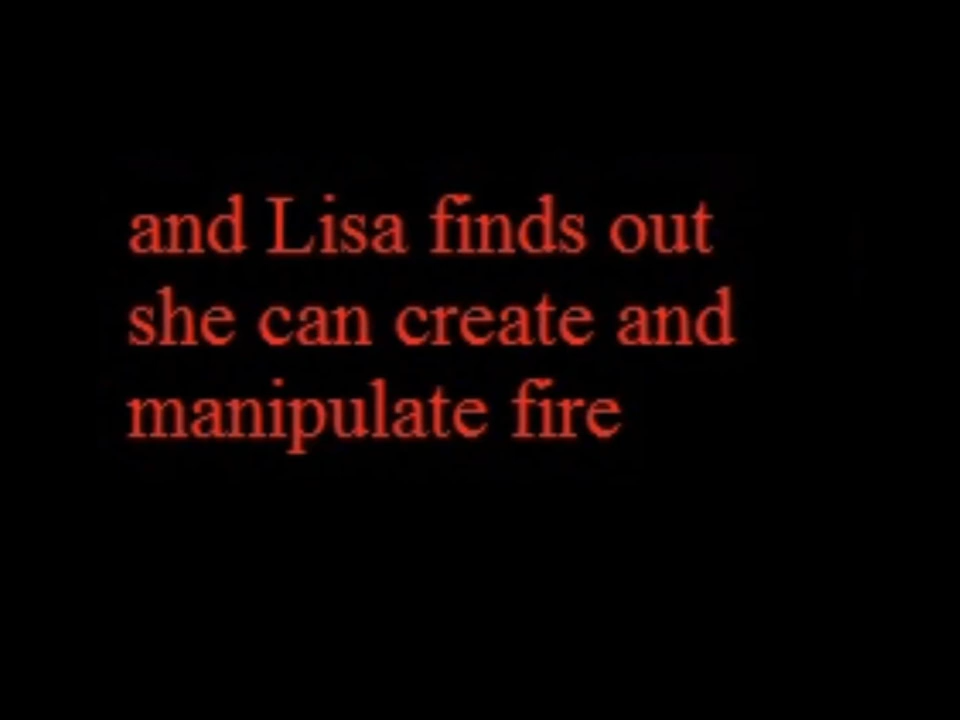 and Lisa finds out
she can create and
manipulate fire